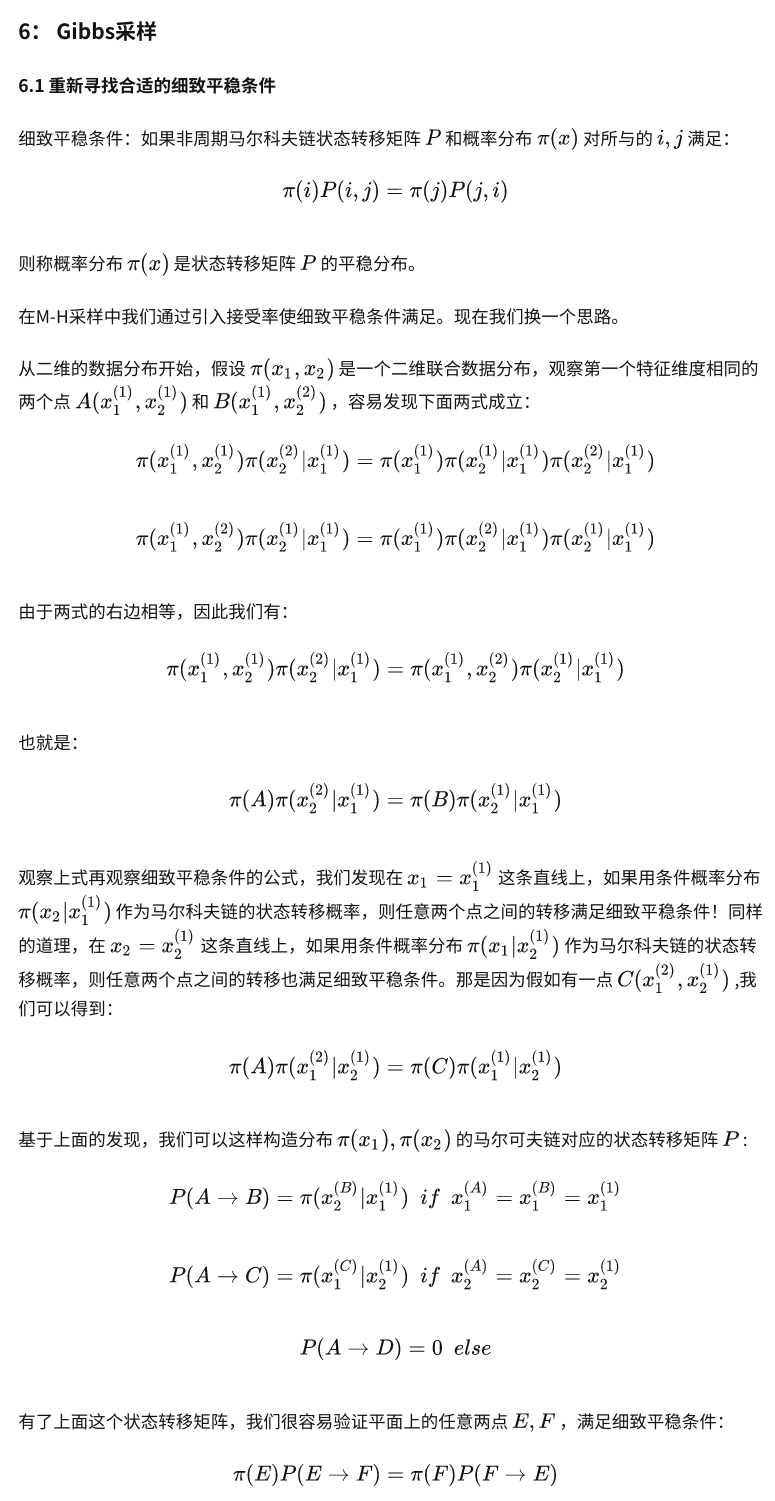 6： Gibbs采样
6.1 重新寻找合适的细致平稳条件
细致平稳条件：如果非周期马尔科夫链状态转移矩阵 $P$ 和概率分布 $\pi(x)$ 对所与的 $i,j$ 满足：
$$\pi(i)P(i,j) = \pi(j)P(j,i)$$
则称概率分布 $\pi(x)$ 是状态转移矩阵 $P$ 的平稳分布。
在M-H采样中我们通过引入接受率使细致平稳条件满足。现在我们换一个思路。
从二维的数据分布开始，假设 $\pi(x_1,x_2)$ 是一个二维联合数据分布，观察第一个特征维度相同的
两个点 $A(x_1^{(1)},x_2^{(1)})$ 和 $B(x_1^{(1)},x_2^{(2)})$ ，容易发现下面两式成立：
$$\pi(x_1^{(1)},x_2^{(1)})\pi(x_2^{(2)}|x_1^{(1)}) = \pi(x_1^{(1)})\pi(x_2^{(1)}|x_1^{(1)})\pi(x_2^{(2)}|x_1^{(1)})$$
$$\pi(x_1^{(1)},x_2^{(2)})\pi(x_2^{(1)}|x_1^{(1)}) = \pi(x_1^{(1)})\pi(x_2^{(2)}|x_1^{(1)})\pi(x_2^{(1)}|x_1^{(1)})$$
由于两式的右边相等，因此我们有：
$$\pi(x_1^{(1)},x_2^{(1)})\pi(x_2^{(2)}|x_1^{(1)}) = \pi(x_1^{(1)},x_2^{(2)})\pi(x_2^{(1)}|x_1^{(1)})$$
也就是：
$$\pi(A)\pi(x_2^{(2)}|x_1^{(1)}) = \pi(B)\pi(x_2^{(1)}|x_1^{(1)})$$
观察上式再观察细致平稳条件的公式，我们发现在 $x_1 = x_1^{(1)}$ 这条直线上，如果用条件概率分布
$\pi(x_2|x_1^{(1)})$ 作为马尔科夫链的状态转移概率，则任意两个点之间的转移满足细致平稳条件！同样
的道理，在 $x_2 = x_2^{(1)}$ 这条直线上，如果用条件概率分布 $\pi(x_1|x_2^{(1)})$ 作为马尔科夫链的状态转
移概率，则任意两个点之间的转移也满足细致平稳条件。那是因为假如有一点 $C(x_1^{(2)},x_2^{(1)})$ ,我
们可以得到：
$$\pi(A)\pi(x_1^{(2)}|x_2^{(1)}) = \pi(C)\pi(x_1^{(1)}|x_2^{(1)})$$
基于上面的发现，我们可以这样构造分布 $\pi(x_1),\pi(x_2)$ 的马尔可夫链对应的状态转移矩阵 $P$ :
$$P(A \to B) = \pi(x_2^{(B)}|x_1^{(1)}) \ \ if \ \ x_1^{(A)} = x_1^{(B)} = x_1^{(1)}$$
$$P(A \to C) = \pi(x_1^{(C)}|x_2^{(1)}) \ \ if \ \ x_2^{(A)} = x_2^{(C)} = x_2^{(1)}$$
$$P(A \to D) = 0 \ \ else$$
有了上面这个状态转移矩阵，我们很容易验证平面上的任意两点 $E,F$ ，满足细致平稳条件：
$$\pi(E)P(E \to F) = \pi(F)P(F \to E)$$